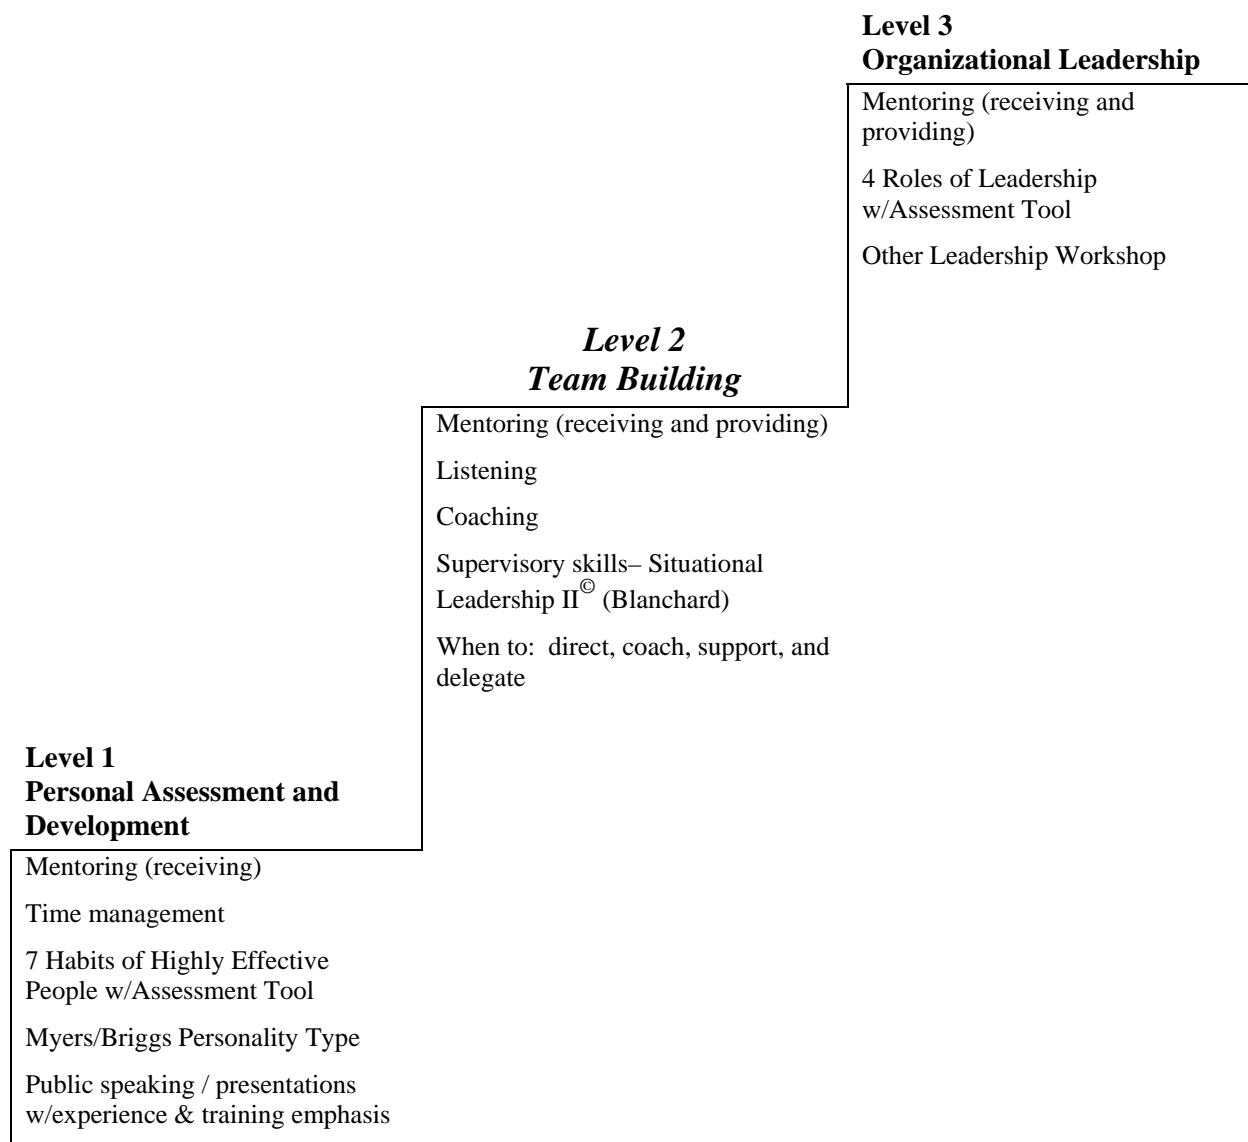 Level 3
Organizational Leadership
Mentoring (receiving and
providing)
4 Roles of Leadership
w/Assessment Tool
Other Leadership Workshop
Level 2
Team Building
Mentoring (receiving and providing)
Listening
Coaching
Supervisory skills– Situational
Leadership II© (Blanchard)
When to:  direct, coach, support, and
delegate
Level 1
Personal Assessment and
Development
Mentoring (receiving)
Time management
7 Habits of Highly Effective
People w/Assessment Tool
Myers/Briggs Personality Type
Public speaking / presentations
w/experience & training emphasis